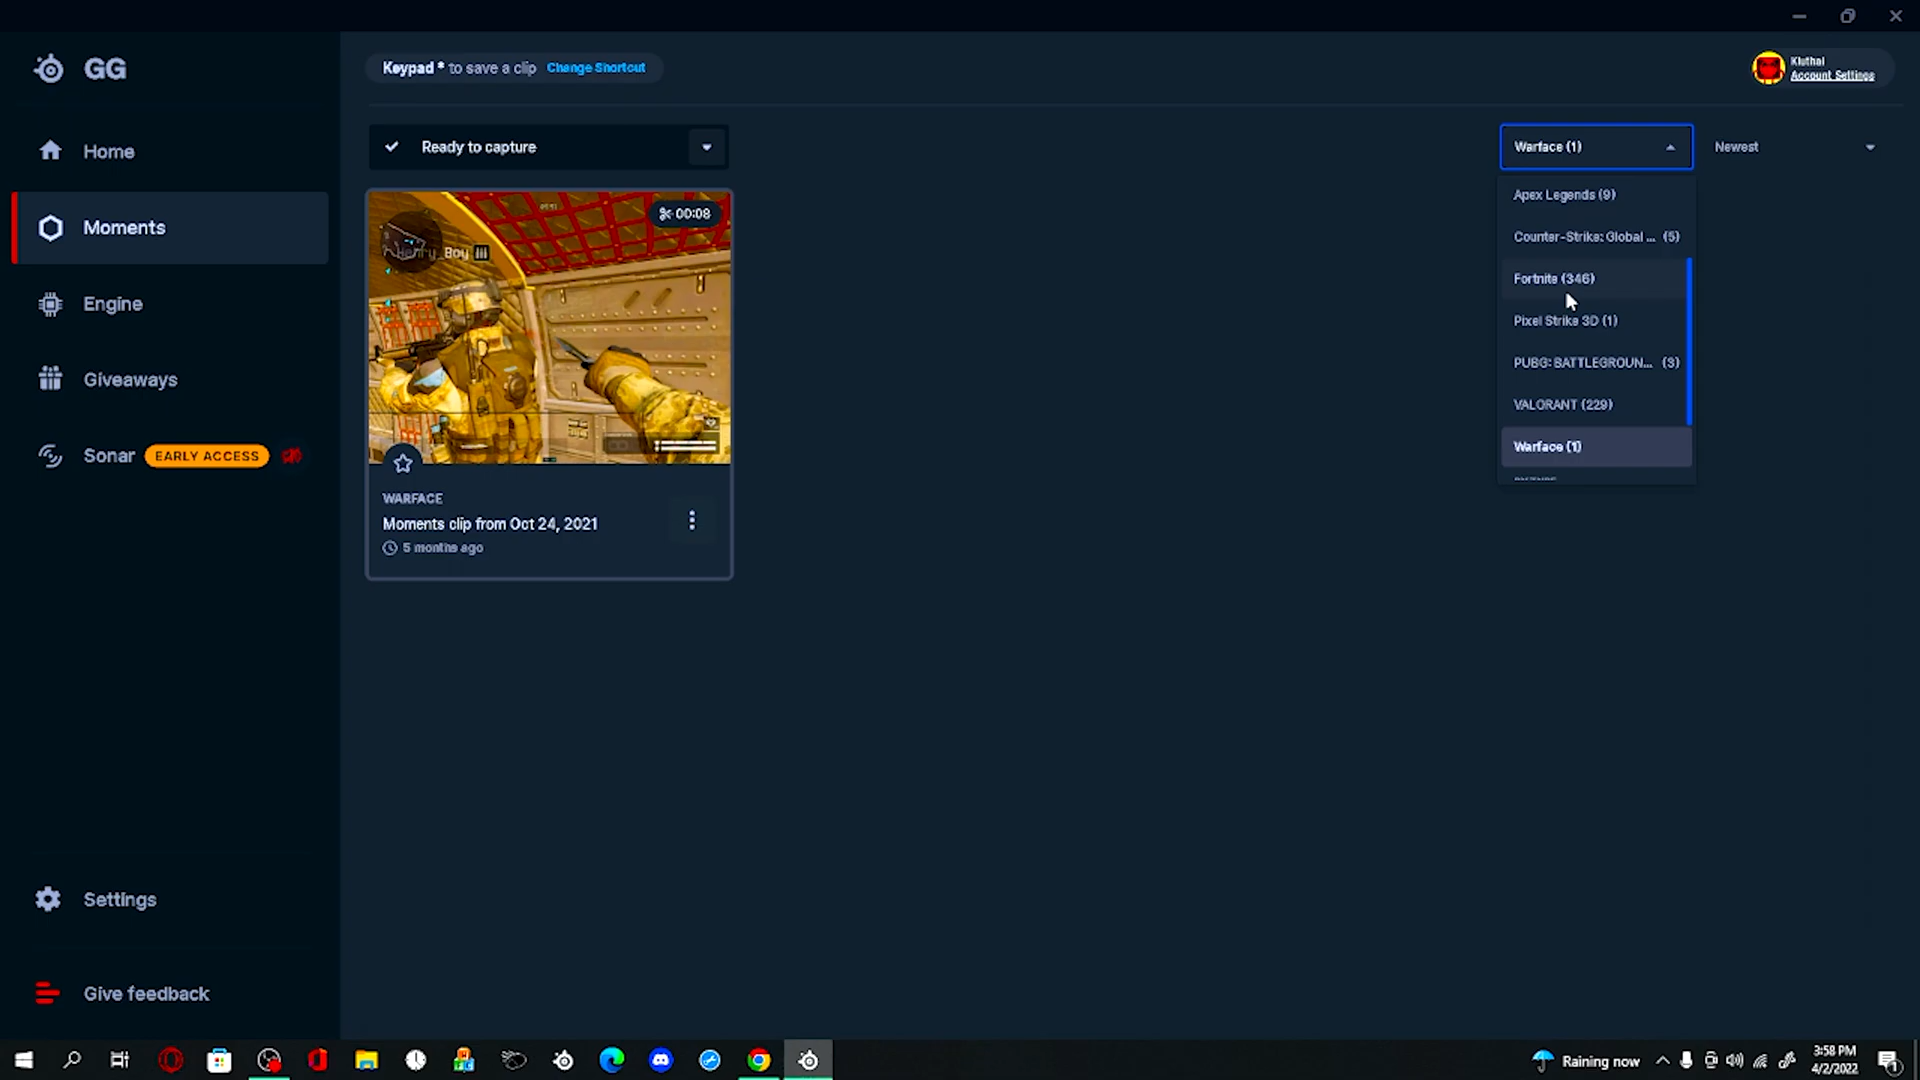 GG
Keypad * to save a clip Change Shortcut
Kluthal
Account Settings
Home
Moments
Engine
Giveaways
Sonar EARLY ACCESS
Settings
Give feedback
Ready to capture
Warface (1)
Newest
Apex Legends (9)
Counter-Strike: Global ... (5)
Fortnite (346)
Pixel Strike 3D (1)
PUBG: BATTLEGROUN... (3)
VALORANT (229)
Warface (1)
00:08
Henry_Boy
WARFACE
Moments clip from Oct 24, 2021
5 months ago
Raining now
3:58 PM
4/2/2022
1